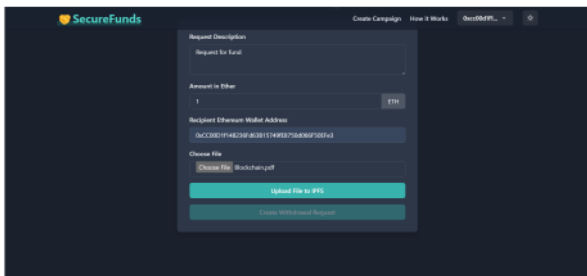 SecureFunds
Create Campaign How It Works
Request Description
Request for fund
Amount in Ether
1 ETH
Recipient Ethereum Wallet Address
Choose File
Choose File Blockchain.pdf
Upload File to IPFS
Create Withdrawal Request